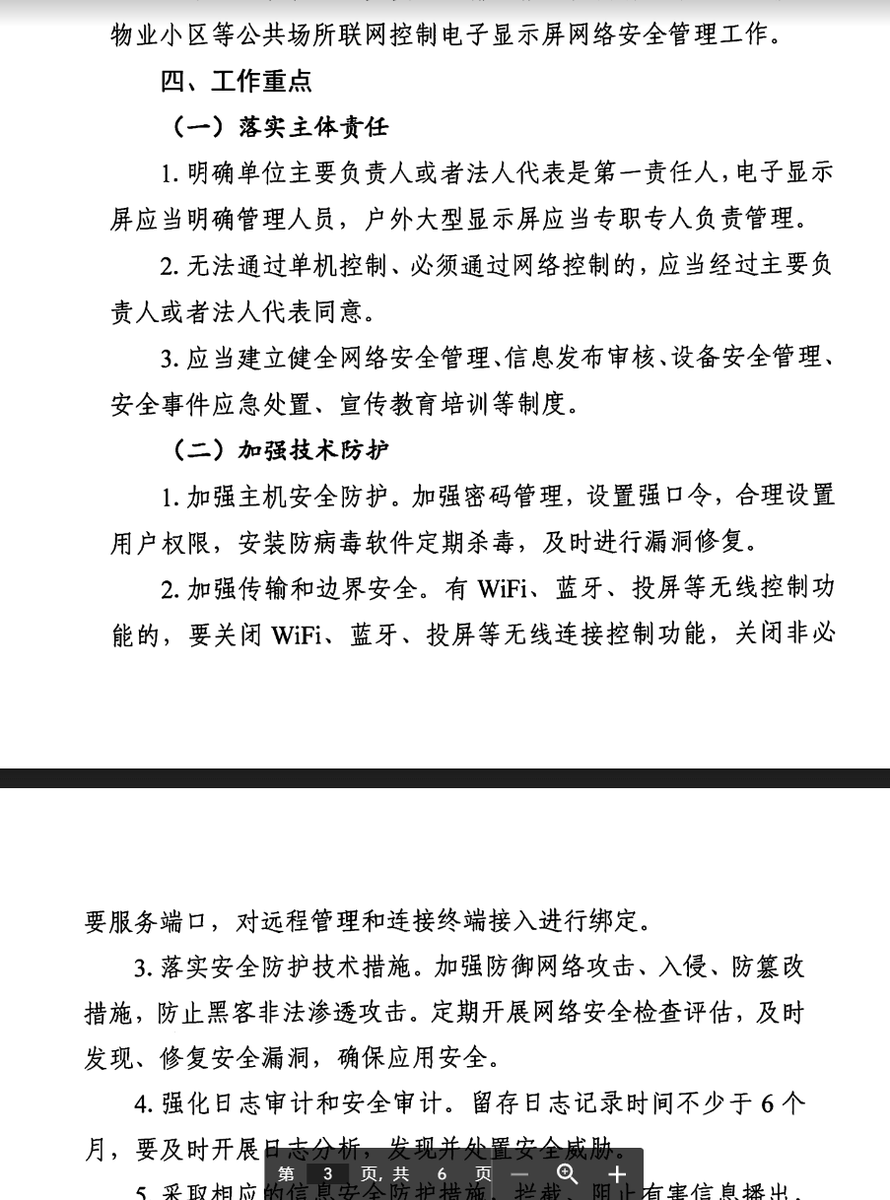 物业小区等公共场所联网控制电子显示屏网络安全管理工作。
四、工作重点
（一）落实主体责任
1.明确单位主要负责人或者法人代表是第一责任人，电子显示
屏应当明确管理人员，户外大型显示屏应当专职专人负责管理。
2.无法通过单机控制、必须通过网络控制的，应当经过主要负
责人或者法人代表同意。
3.应当建立健全网络安全管理、信息发布审核、设备安全管理、
安全事件应急处置、宣传教育培训等制度。
（二）加强技术防护
1.加强主机安全防护。加强密码管理，设置强口令，合理设置
用户权限，安装防病毒软件定期杀毒，及时进行漏洞修复。
2.加强传输和边界安全。有 WiFi、蓝牙、投屏等无线控制功
能的，要关闭 WiFi、蓝牙、投屏等无线连接控制功能，关闭非必
要服务端口，对远程管理和连接终端接入进行绑定。
3.落实安全防护技术措施。加强防御网络攻击、入侵、防篡改
措施，防止黑客非法渗透攻击。定期开展网络安全检查评估，及时
发现、修复安全漏洞，确保应用安全。
4.强化日志审计和安全审计。留存日志记录时间不少于 6 个
月，要及时开展日志分析，发现并处置安全威胁。
5.采取相应的信息安全防护措施，拦截、阻止有害信息播出。
第 3 页，共 6 页